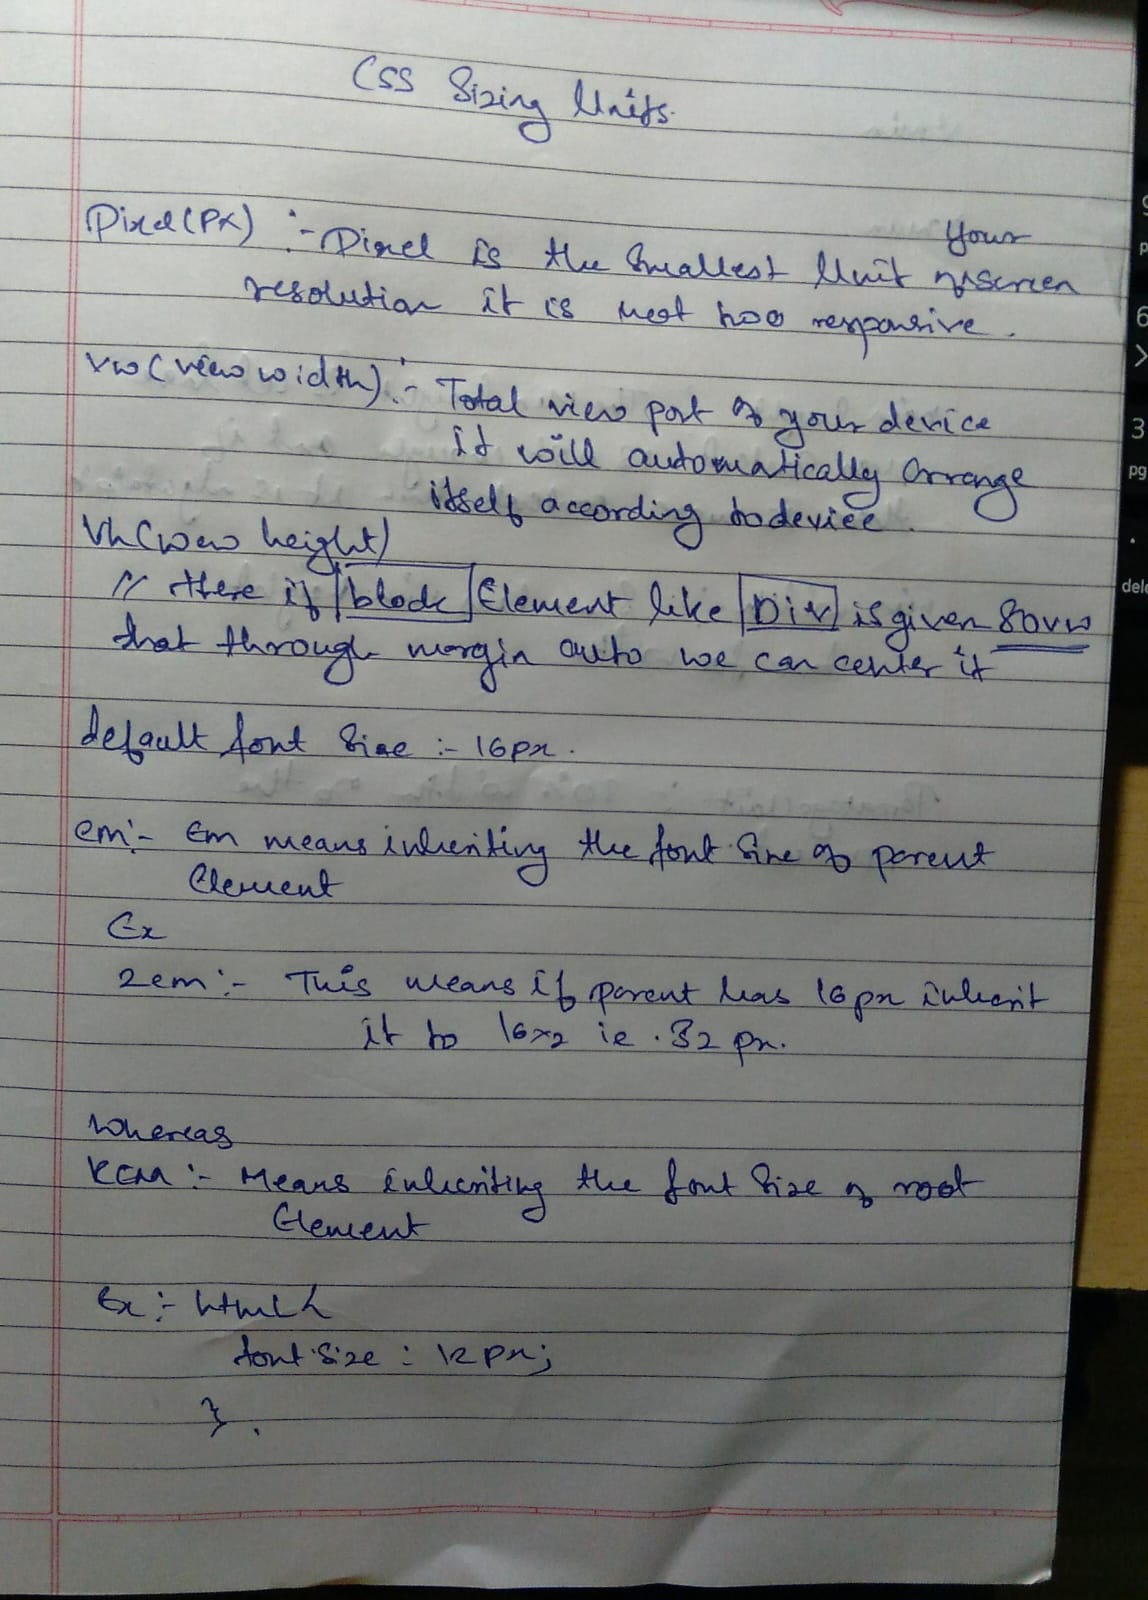 CSS Sizing Units.
Pixel(Px) :- Pixel is the smallest Unit of your screen
resolution it is not too responsive.
vw(view width) :- Total view port of your device
it will automatically arrange
itself according to device.
Vh(view height)
// there if block Element like Div is given 80vw
that through margin auto we can center it
default font size :- 16px.
em :- Em means inheriting the font size of parent
Element
Ex
2em :- This means if parent has 16px inherit
it to 16x2 ie. 32 px.
Whereas
REM :- Means inheriting the font size of root
Element
Ex :- html {
font-size : 12px;
}.
6
>
3
pg
dele